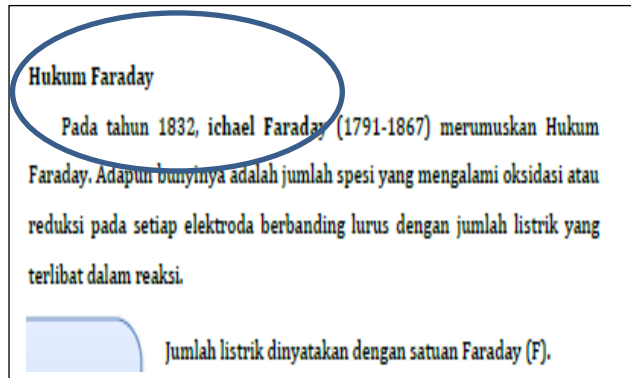 Hukum Faraday
Pada tahun 1832, ichael Faraday (1791-1867) merumuskan Hukum
Faraday. Adapun bunyinya adalah jumlah spesi yang mengalami oksidasi atau
reduksi pada setiap elektroda berbanding lurus dengan jumlah listrik yang
terlibat dalam reaksi.
Jumlah listrik dinyatakan dengan satuan Faraday (F).